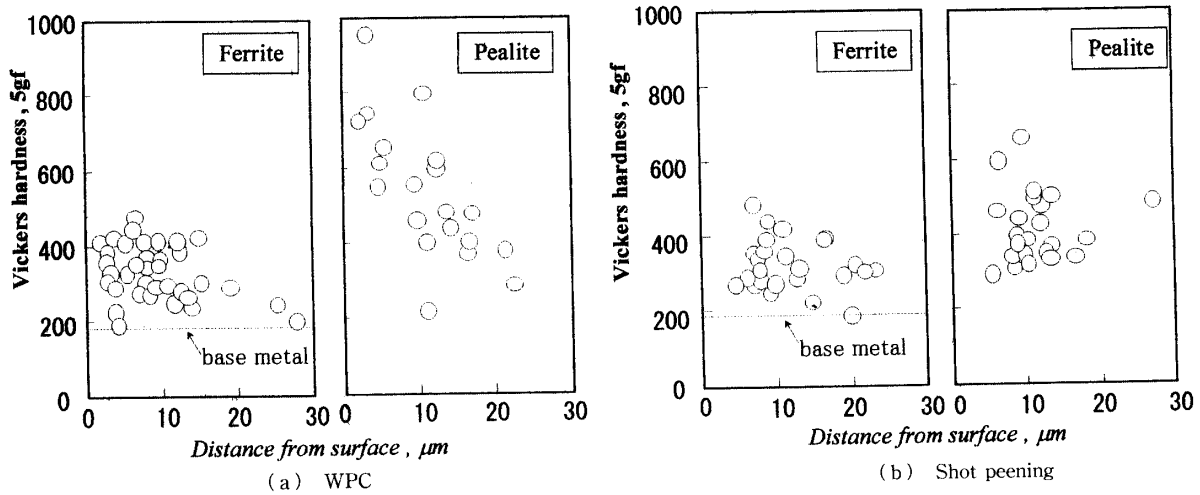 Ferrite
Pealite
Vickers hardness, 5gf
1000
800
600
400
200
0
base metal
0 10 20 30
0 10 20 30
Distance from surface, μm
(a) WPC
Ferrite
Pealite
Vickers hardness, 5gf
1000
800
600
400
200
0
base metal
0 10 20 30
0 10 20 30
Distance from surface, μm
(b) Shot peening